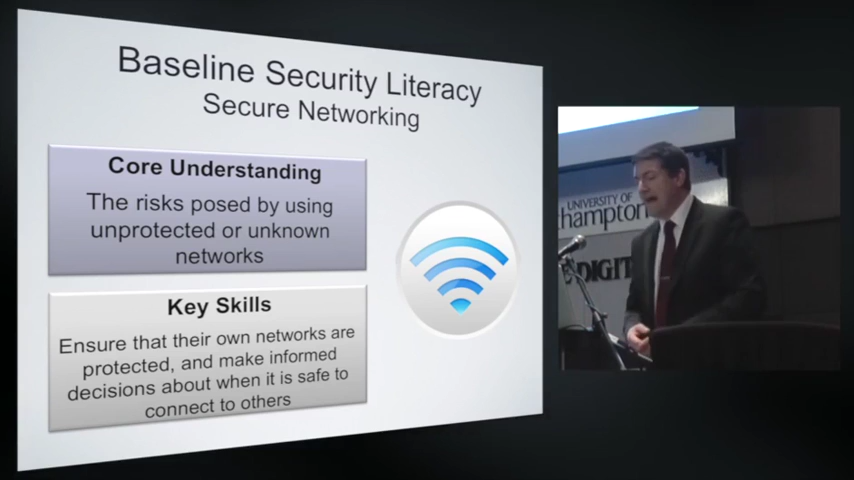 Baseline Security Literacy
Secure Networking
Core Understanding
The risks posed by using
unprotected or unknown
networks
Key Skills
Ensure that their own networks are
protected, and make informed
decisions about when it is safe to
connect to others
UNIVERSITY OF
hampton
DIGIT